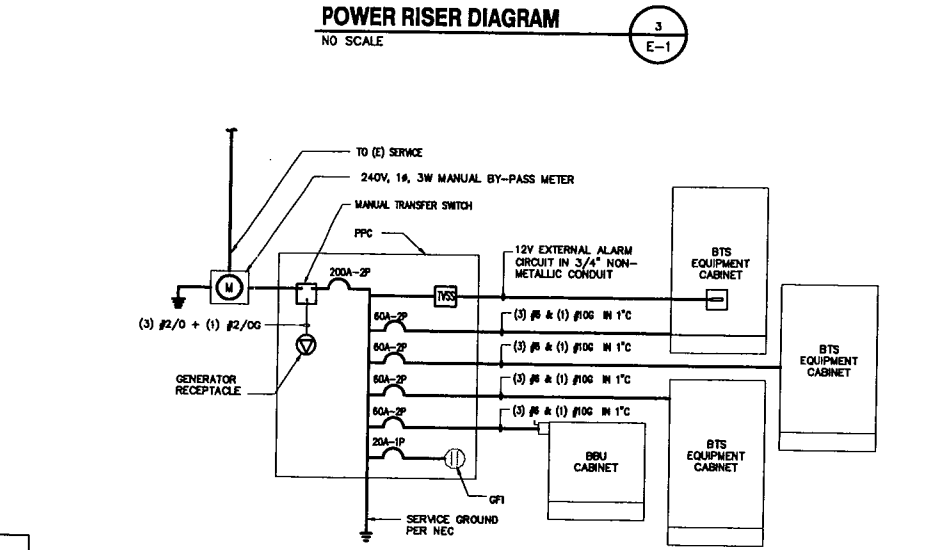 POWER RISER DIAGRAM
NO SCALE
3
E-1
TO (E) SERVICE
240V, 1ø, 3W MANUAL BY-PASS METER
MANUAL TRANSFER SWITCH
PPC
200A-2P
M
TVSS
12V EXTERNAL ALARM
CIRCUIT IN 3/4" NON-
METALLIC CONDUIT
BTS
EQUIPMENT
CABINET
(3) #2/0 + (1) #2/0G
60A-2P
(3) #6 & (1) #10G IN 1"C
60A-2P
(3) #6 & (1) #10G IN 1"C
BTS
EQUIPMENT
CABINET
GENERATOR
RECEPTACLE
60A-2P
(3) #6 & (1) #10G IN 1"C
60A-2P
(3) #6 & (1) #10G IN 1"C
20A-1P
BBU
CABINET
BTS
EQUIPMENT
CABINET
GFI
SERVICE GROUND
PER NEC